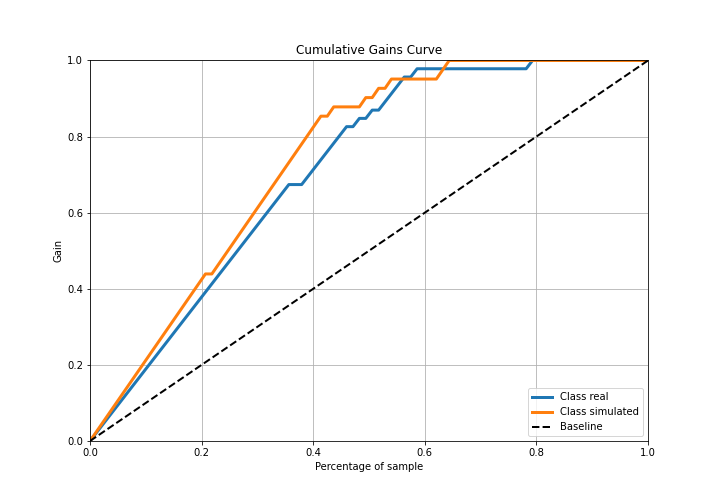 Cumulative Gains Curve
1.0
0.8
0.6
0.4
0.2
0.0
Gain
0.0 0.2 0.4 0.6 0.8 1.0
Percentage of sample
Class real
Class simulated
Baseline